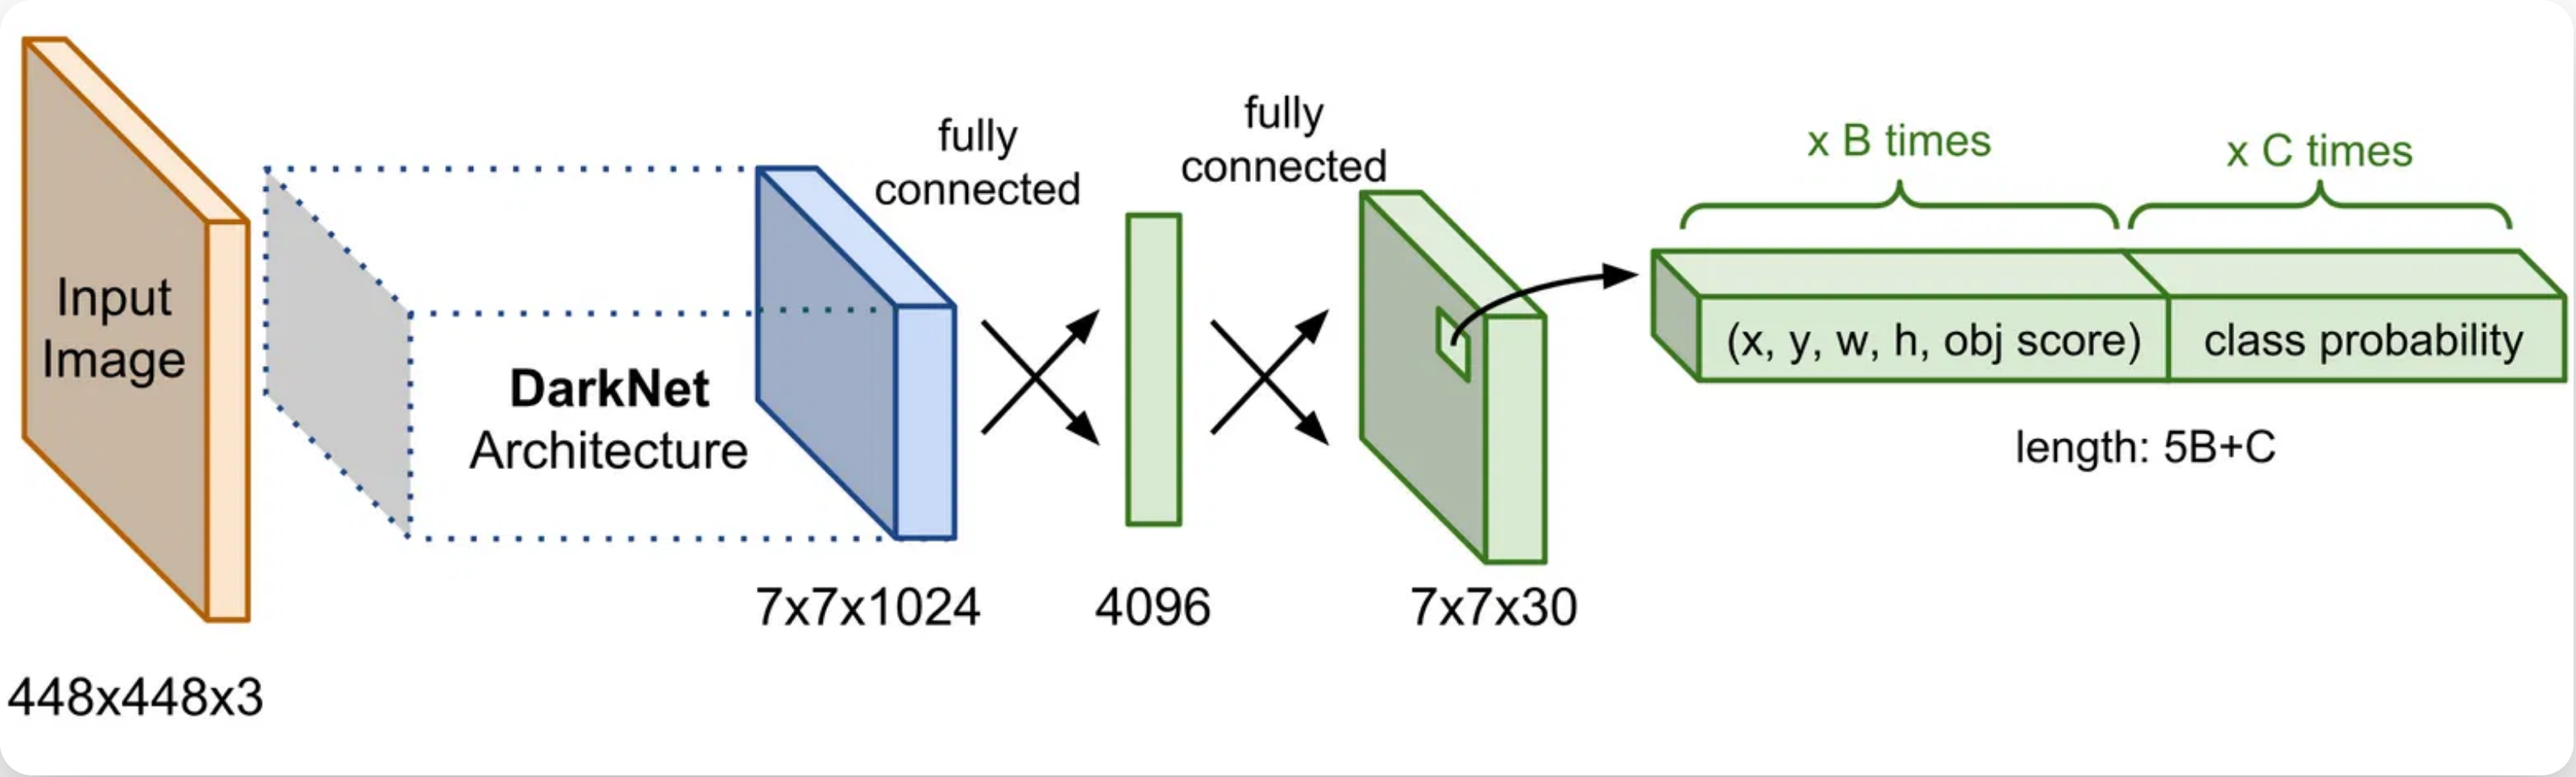 Input
Image
448x448x3
DarkNet
Architecture
7x7x1024
fully
connected
4096
fully
connected
7x7x30
x B times
x C times
(x, y, w, h, obj score)
class probability
length: 5B+C